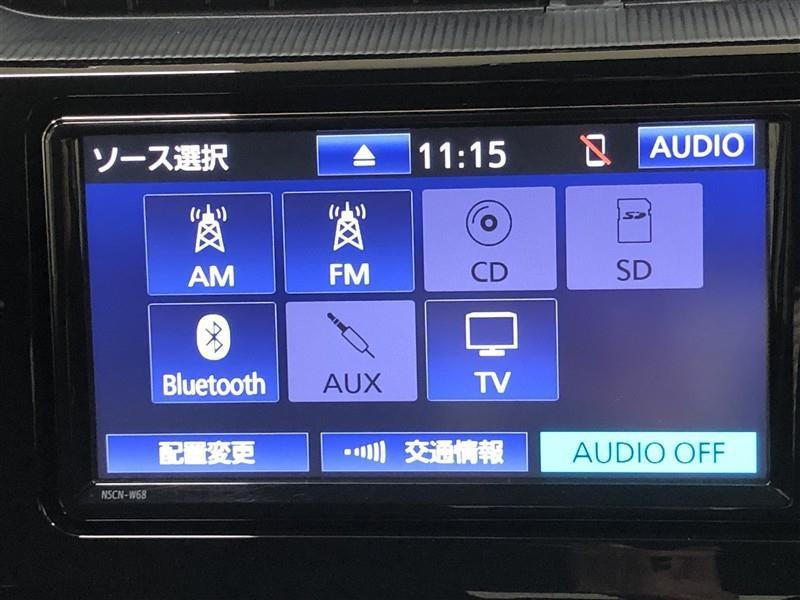 ソース選択 11:15 AUDIO
AM FM CD SD
Bluetooth AUX TV
配置変更 交通情報 AUDIO OFF
NSCN-W68